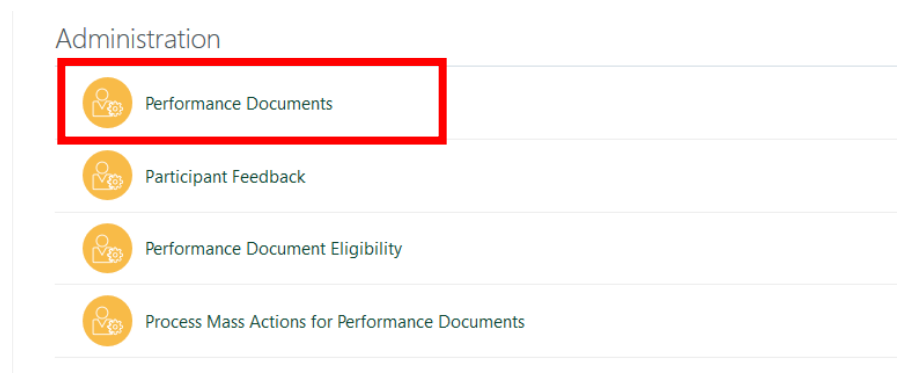 Administration
Performance Documents
Participant Feedback
Performance Document Eligibility
Process Mass Actions for Performance Documents